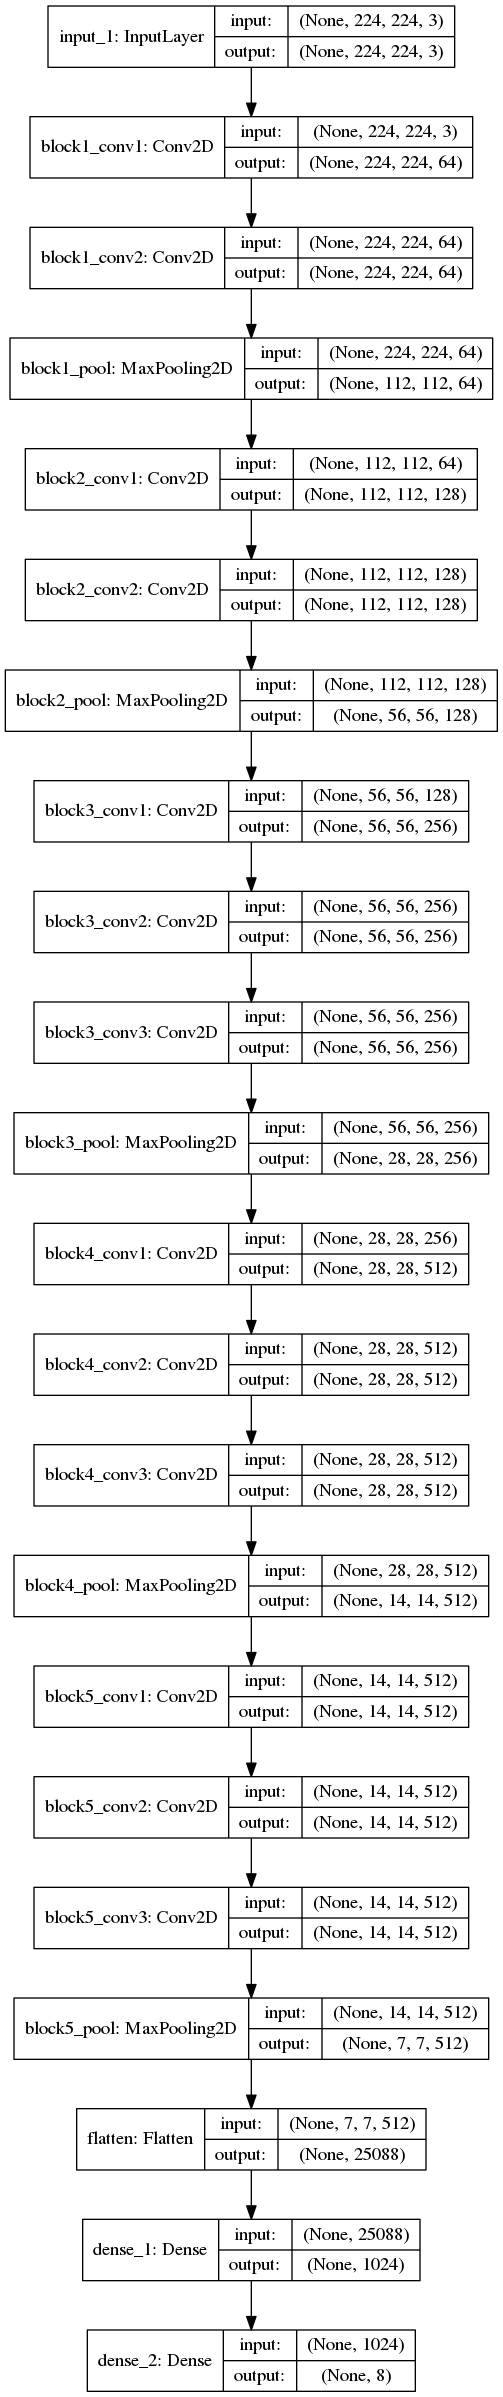 input_1: InputLayer
input: (None, 224, 224, 3)
output: (None, 224, 224, 3)
block1_conv1: Conv2D
input: (None, 224, 224, 3)
output: (None, 224, 224, 64)
block1_conv2: Conv2D
input: (None, 224, 224, 64)
output: (None, 224, 224, 64)
block1_pool: MaxPooling2D
input: (None, 224, 224, 64)
output: (None, 112, 112, 64)
block2_conv1: Conv2D
input: (None, 112, 112, 64)
output: (None, 112, 112, 128)
block2_conv2: Conv2D
input: (None, 112, 112, 128)
output: (None, 112, 112, 128)
block2_pool: MaxPooling2D
input: (None, 112, 112, 128)
output: (None, 56, 56, 128)
block3_conv1: Conv2D
input: (None, 56, 56, 128)
output: (None, 56, 56, 256)
block3_conv2: Conv2D
input: (None, 56, 56, 256)
output: (None, 56, 56, 256)
block3_conv3: Conv2D
input: (None, 56, 56, 256)
output: (None, 56, 56, 256)
block3_pool: MaxPooling2D
input: (None, 56, 56, 256)
output: (None, 28, 28, 256)
block4_conv1: Conv2D
input: (None, 28, 28, 256)
output: (None, 28, 28, 512)
block4_conv2: Conv2D
input: (None, 28, 28, 512)
output: (None, 28, 28, 512)
block4_conv3: Conv2D
input: (None, 28, 28, 512)
output: (None, 28, 28, 512)
block4_pool: MaxPooling2D
input: (None, 28, 28, 512)
output: (None, 14, 14, 512)
block5_conv1: Conv2D
input: (None, 14, 14, 512)
output: (None, 14, 14, 512)
block5_conv2: Conv2D
input: (None, 14, 14, 512)
output: (None, 14, 14, 512)
block5_conv3: Conv2D
input: (None, 14, 14, 512)
output: (None, 14, 14, 512)
block5_pool: MaxPooling2D
input: (None, 14, 14, 512)
output: (None, 7, 7, 512)
flatten: Flatten
input: (None, 7, 7, 512)
output: (None, 25088)
dense_1: Dense
input: (None, 25088)
output: (None, 1024)
dense_2: Dense
input: (None, 1024)
output: (None, 8)